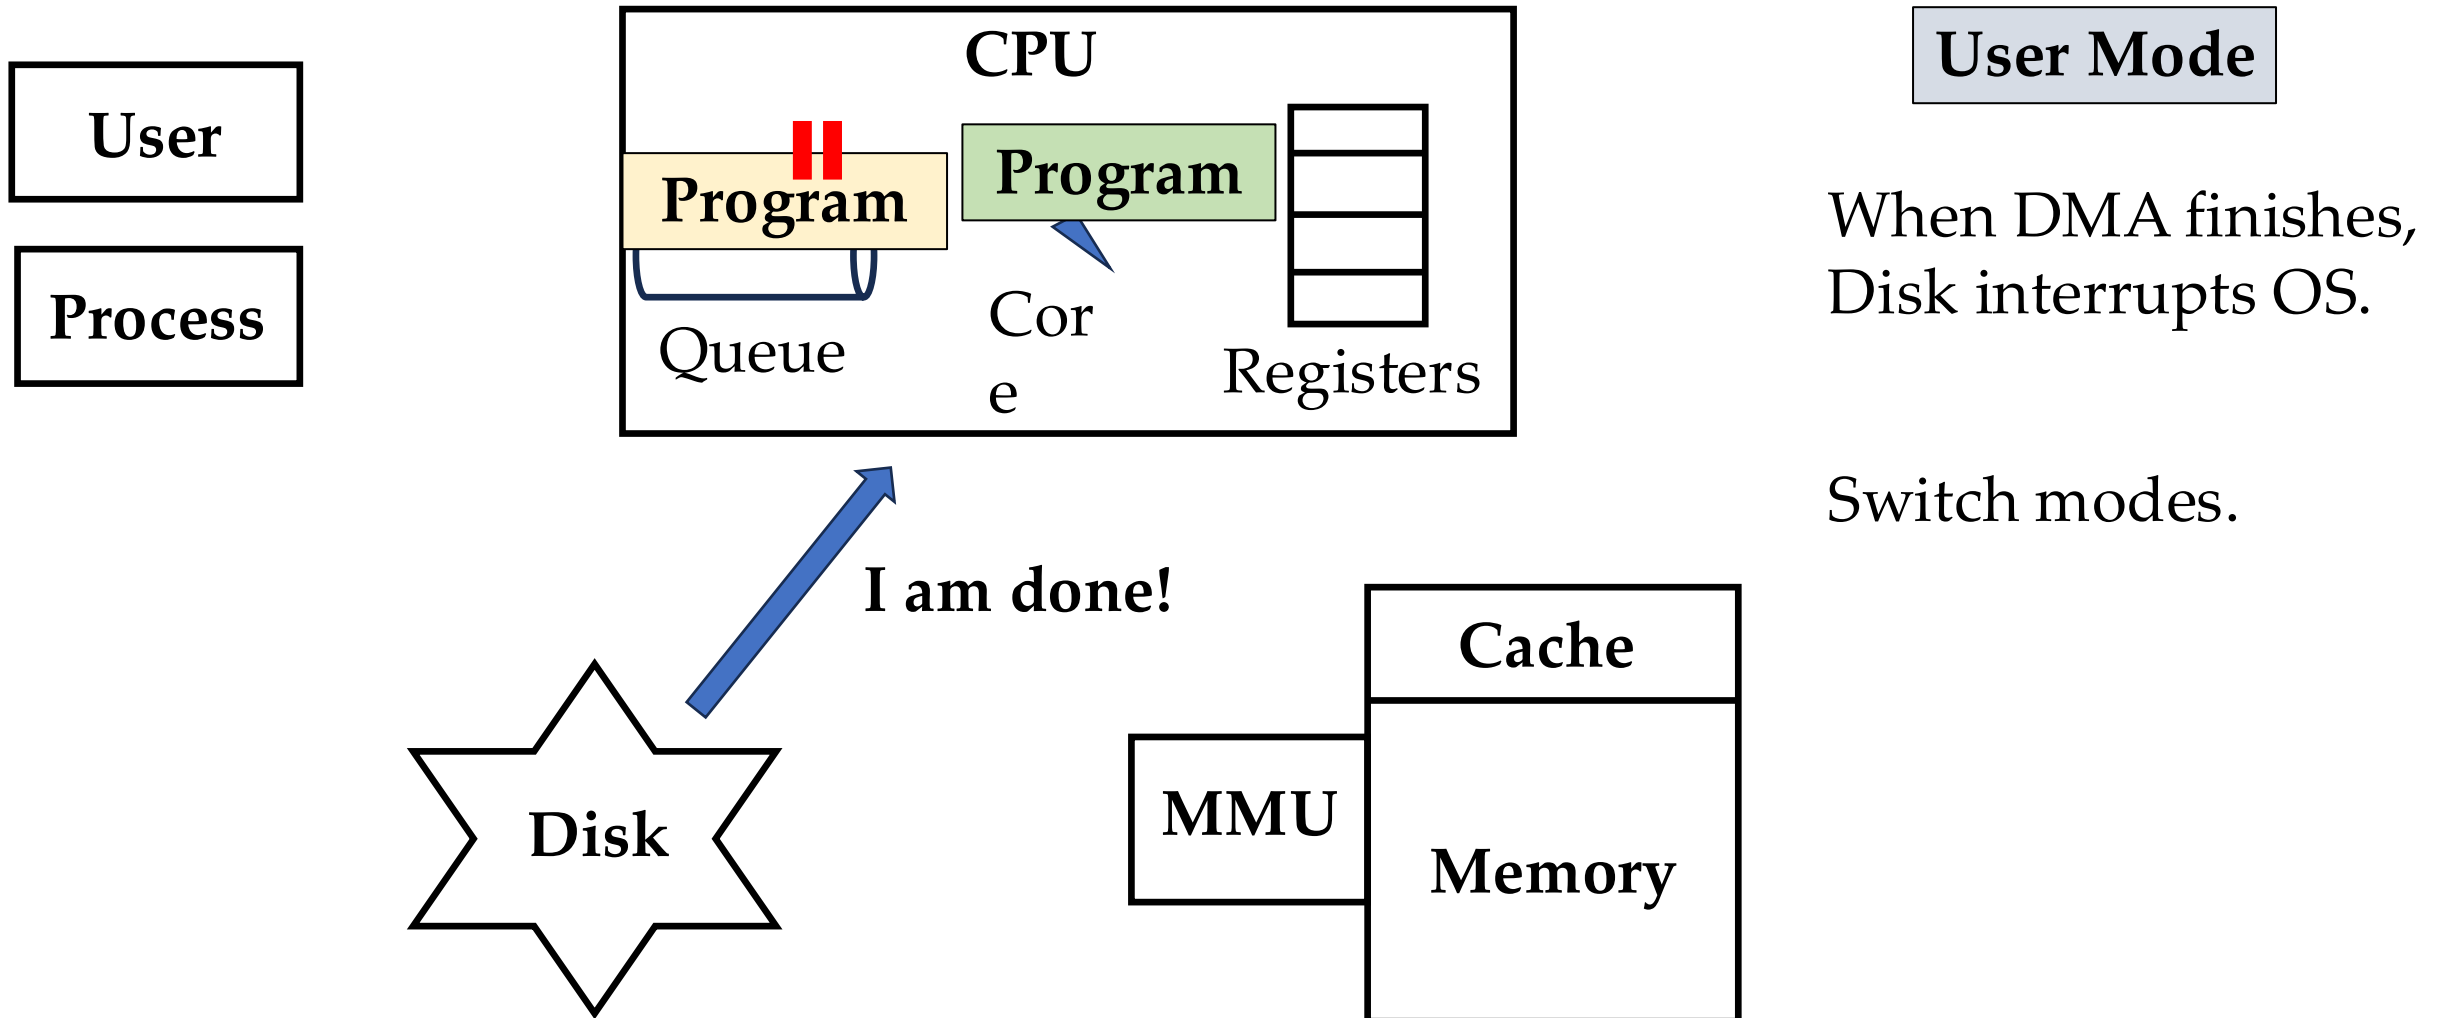 User
Process
CPU
Program
Program
Queue
Cor
e
Registers
User Mode
When DMA finishes,
Disk interrupts OS.
Switch modes.
I am done!
Disk
Cache
MMU
Memory